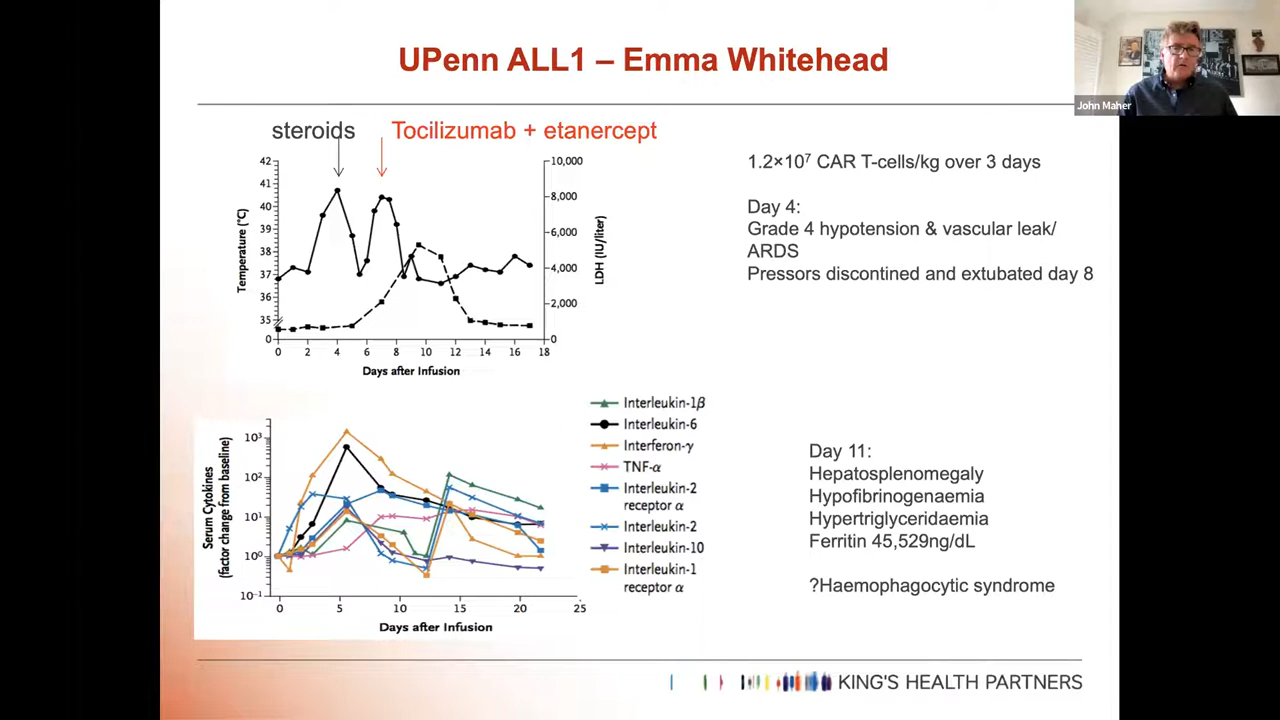 UPenn ALL1 – Emma Whitehead
John Maher
steroids
Tocilizumab + etanercept
42
41
40
39
38
37
36
35
0
Temperature (°C)
10,000
8,000
6,000
4,000
2,000
0
LDH (IU/liter)
0 2 4 6 8 10 12 14 16 18
Days after Infusion
1.2×10⁷ CAR T-cells/kg over 3 days
Day 4:
Grade 4 hypotension & vascular leak/
ARDS
Pressors discontined and extubated day 8
Serum Cytokines
(factor change from baseline)
10³
10²
10¹
10⁰
10⁻¹
0 5 10 15 20 25
Days after Infusion
Interleukin-1β
Interleukin-6
Interferon-γ
TNF-α
Interleukin-2
receptor α
Interleukin-2
Interleukin-10
Interleukin-1
receptor α
Day 11:
Hepatosplenomegaly
Hypofibrinogenaemia
Hypertriglyceridaemia
Ferritin 45,529ng/dL
?Haemophagocytic syndrome
KING'S HEALTH PARTNERS